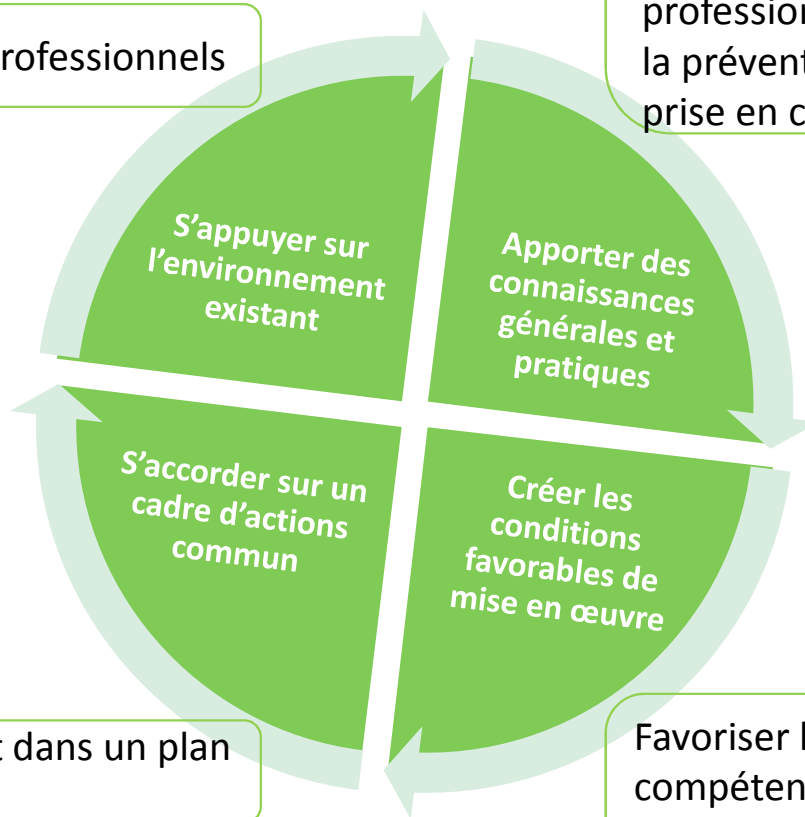 rofessionnels
profession
la prévent
prise en c
S’appuyer sur
l’environnement
existant
Apporter des
connaissances
générales et
pratiques
S’accorder sur un
cadre d’actions
commun
Créer les
conditions
favorables de
mise en œuvre
t dans un plan
Favoriser l
compéten